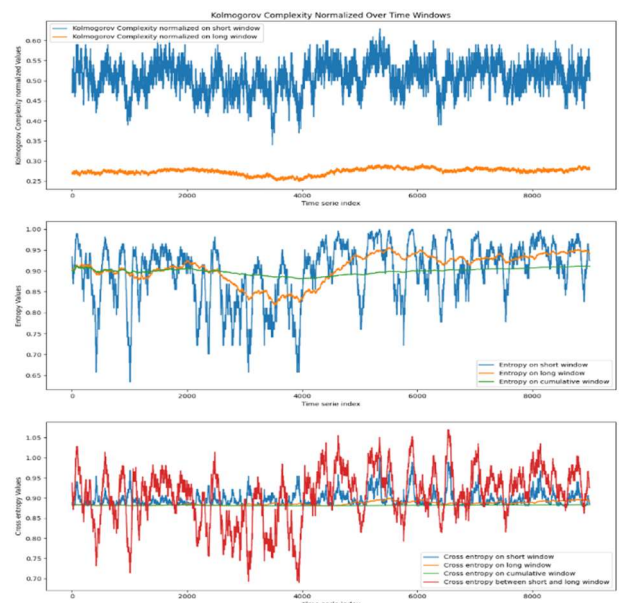 Kolmogorov Complexity Normalized Over Time Windows
Kolmogorov Complexity normalized on short window
Kolmogorov Complexity normalized on long window
Kolmogorov Complexity normalized Values
0.60
0.55
0.50
0.45
0.40
0.35
0.30
0.25
0 2000 4000 6000 8000
Time serie index
Entropy Values
1.00
0.95
0.90
0.85
0.80
0.75
0.70
0.65
Entropy on short window
Entropy on long window
Entropy on cumulative window
0 2000 4000 6000 8000
Time serie index
Cross entropy Values
1.05
1.00
0.95
0.90
0.85
0.80
0.75
0.70
Cross entropy on short window
Cross entropy on long window
Cross entropy on cumulative window
Cross entropy between short and long window
0 2000 4000 6000 8000